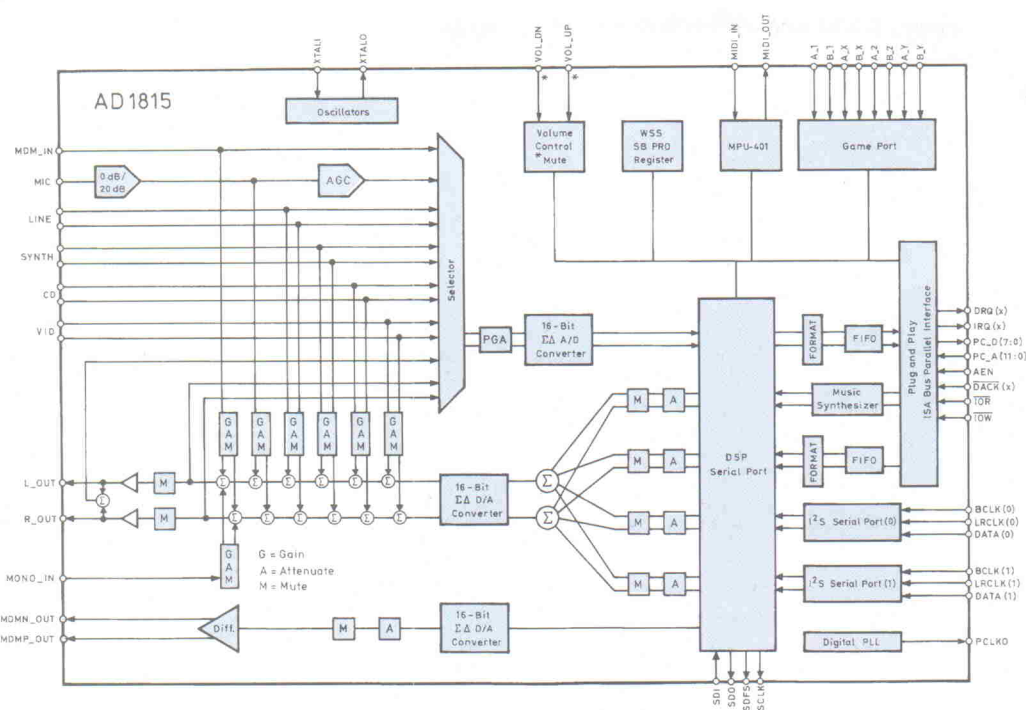 XTALI
XTALO
VOL_DN
VOL_UP
*
*
MIDI_IN
MIDI_OUT
A_1
B_1
A_X
B_X
A_2
B_2
A_Y
B_Y
AD1815
Oscillators
Volume
Control
* Mute
WSS
SB PRO
Register
MPU-401
Game Port
MDM_IN
MIC
0 dB/
20 dB
AGC
LINE
SYNTH
CD
VID
Selector
PGA
16-Bit
ΣΔ A/D
Converter
FORMAT
FIFO
Plug and Play
ISA Bus Parallel Interface
DRQ (x)
IRQ (x)
PC_D(7:0)
PC_A(11:0)
AEN
DACK (x)
IOR
IOW
Music
Synthesizer
M
A
G A M
G A M
G A M
G A M
G A M
G A M
M
A
DSP
Serial Port
FORMAT
FIFO
L_OUT
M
Σ
Σ
Σ
Σ
Σ
Σ
Σ
16-Bit
ΣΔ D/A
Converter
Σ
R_OUT
M
Σ
Σ
Σ
Σ
Σ
Σ
Σ
M
A
I²S Serial Port(0)
BCLK(0)
LRCLK(0)
DATA(0)
G A M
G = Gain
A = Attenuate
M = Mute
MONO_IN
M
A
I²S Serial Port(1)
BCLK(1)
LRCLK(1)
DATA(1)
MDMN_OUT
MDMP_OUT
Diff.
M
A
16-Bit
ΣΔ D/A
Converter
Digital PLL
PCLKO
SDI
SDO
SDFS
SCLK